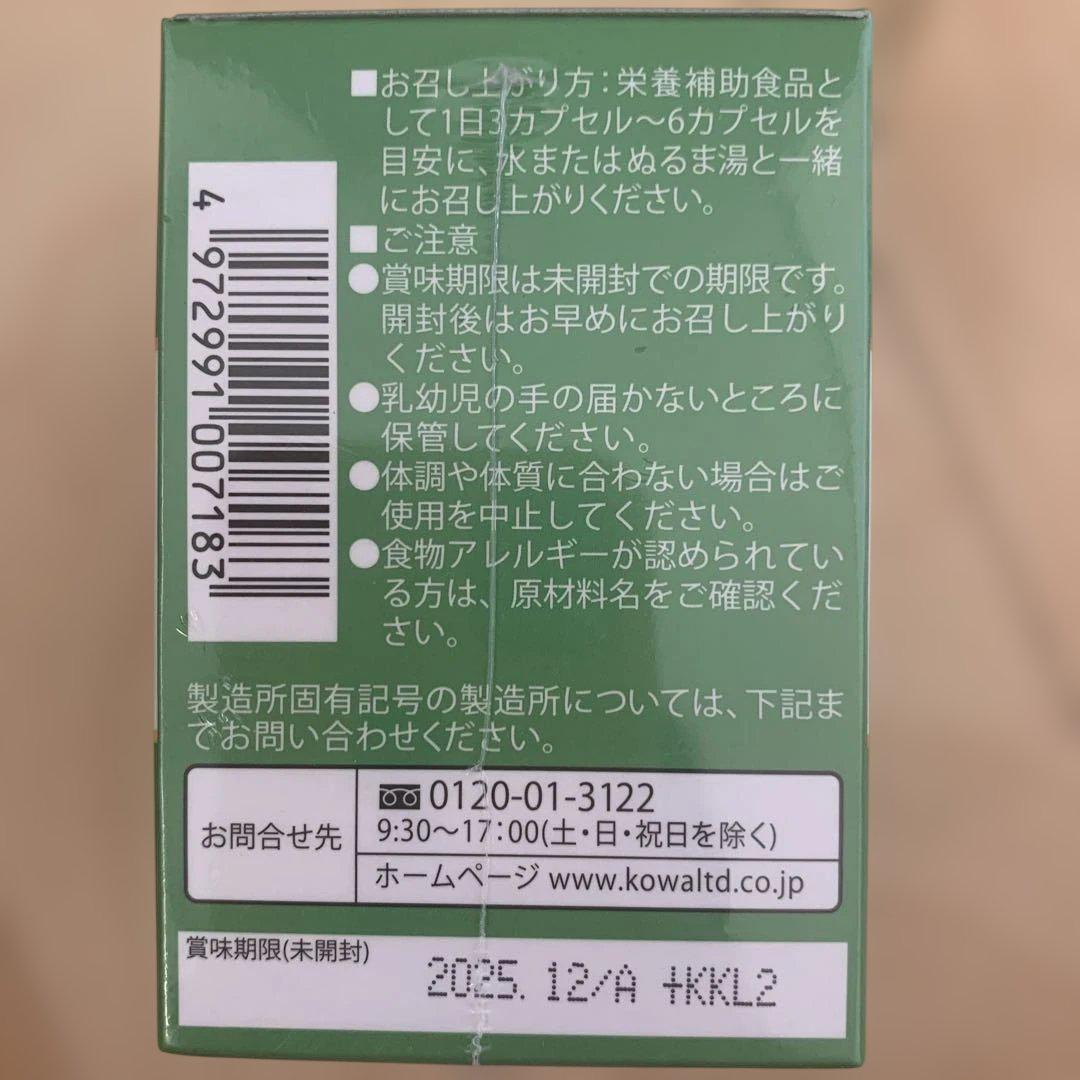 ■お召し上がり方：栄養補助食品と
して1日3カプセル～6カプセルを
目安に、水またはぬるま湯と一緒
にお召し上がりください。
■ご注意
●賞味期限は未開封での期限です。
開封後はお早めにお召し上がり
ください。
●乳幼児の手の届かないところに
保管してください。
●体調や体質に合わない場合はご
使用を中止してください。
●食物アレルギーが認められてい
る方は、原材料名をご確認くだ
さい。
4 972991 007183
製造所固有記号の製造所については、下記ま
でお問い合わせください。
お問合せ先
0120-01-3122
9:30～17:00(土・日・祝日を除く)
ホームページ www.kowaltd.co.jp
賞味期限(未開封)
2025.12/A +KKL2